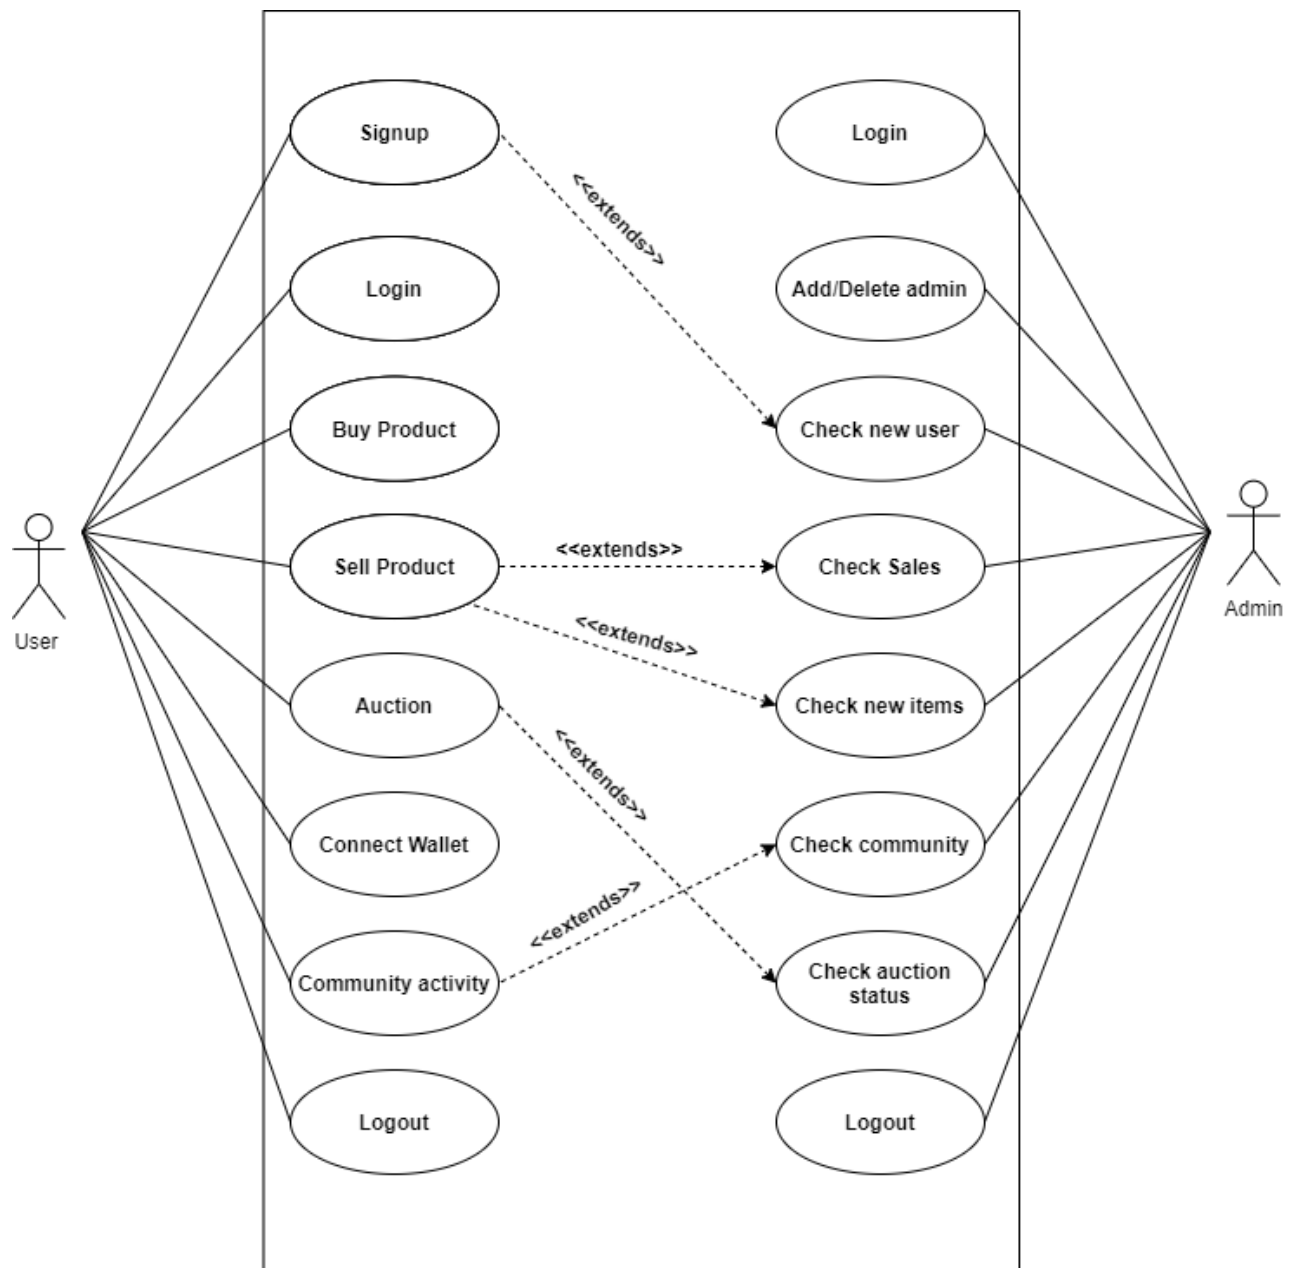 Signup
Login
<<extends>>
Login
Add/Delete admin
Buy Product
Check new user
Sell Product
<<extends>>
Check Sales
User
Admin
<<extends>>
Auction
Check new items
<<extends>>
Connect Wallet
Check community
<<extends>>
Community activity
Check auction
status
Logout
Logout